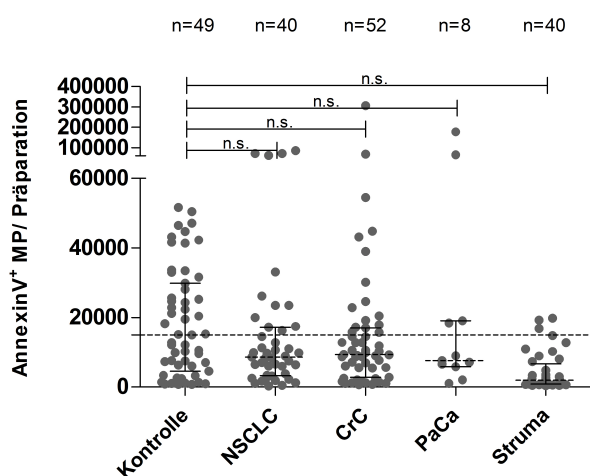 n=49 n=40 n=52 n=8 n=40
n.s.
n.s.
n.s.
n.s.
AnnexinV⁺ MP/ Präparation
400000
300000
200000
100000
60000
40000
20000
0
Kontrolle NSCLC CrC PaCa Struma